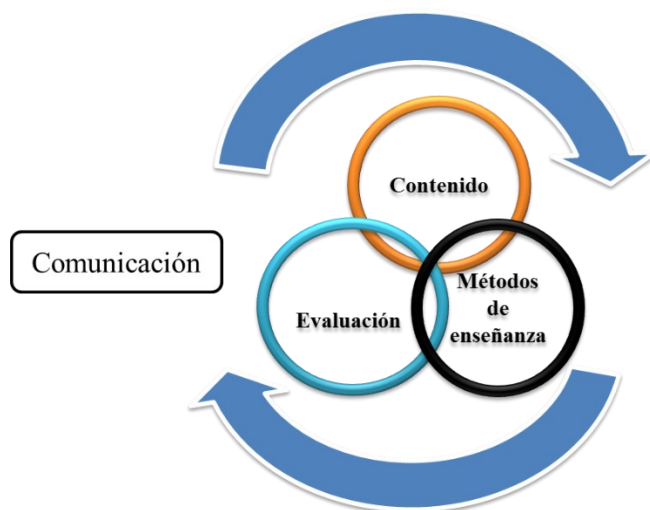 Contenido
Comunicación
Evaluación
Métodos
de
enseñanza